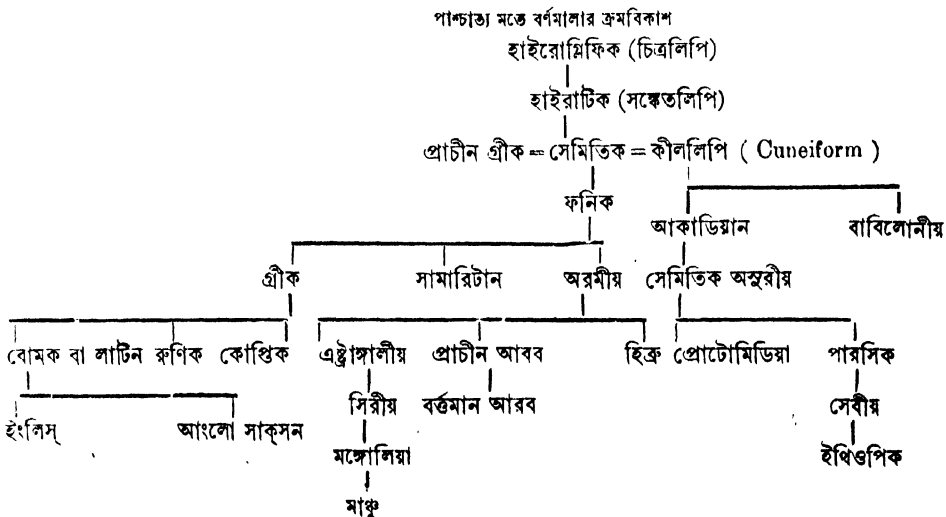 পাশ্চাত্য মতে বর্ণমালার ক্রমবিকাশ
হাইরোগ্লিফিক (চিত্রলিপি)
হাইরাটিক (সঙ্কেতলিপি)
প্রাচীন গ্রীক = সেমিতিক = কীললিপি ( Cuneiform )
ফনিক
আকাডিয়ান বাবিলোনীয়
গ্রীক সামারিটান অরমীয় সেমিতিক অসুরীয়
বোমক বা লাটিন রুণিক কোপ্তিক এষ্ট্রাঙ্গালীয় প্রাচীন আবব হিব্রু প্রোটোমিডিয়া পারসিক
সিরীয় বর্ত্তমান আরব সেবীয়
ইংলিস্ আংলো সাক্‌সন
মঙ্গোলিয়া ইথিওপিক
মাঞ্চু